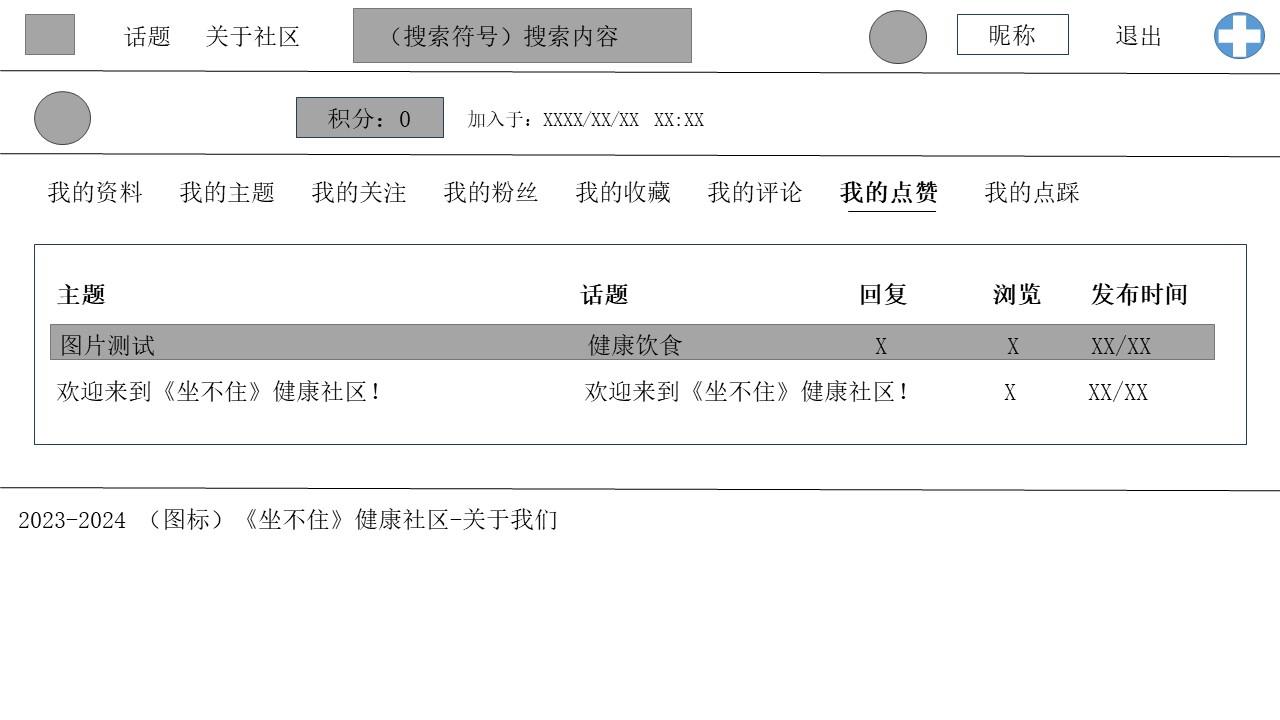 话题 关于社区 （搜索符号）搜索内容 昵称 退出
积分：0 加入于：XXXX/XX/XX XX:XX
我的资料 我的主题 我的关注 我的粉丝 我的收藏 我的评论 我的点赞 我的点踩
主题 话题 回复 浏览 发布时间
图片测试 健康饮食 X X XX/XX
欢迎来到《坐不住》健康社区！ 欢迎来到《坐不住》健康社区！ X XX/XX
2023-2024 （图标）《坐不住》健康社区-关于我们